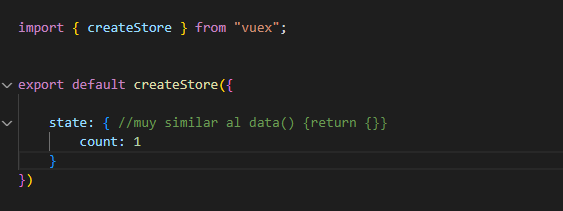 import { createStore } from "vuex";
export default createStore({
state: { //muy similar al data() {return {}}
count: 1
}
})